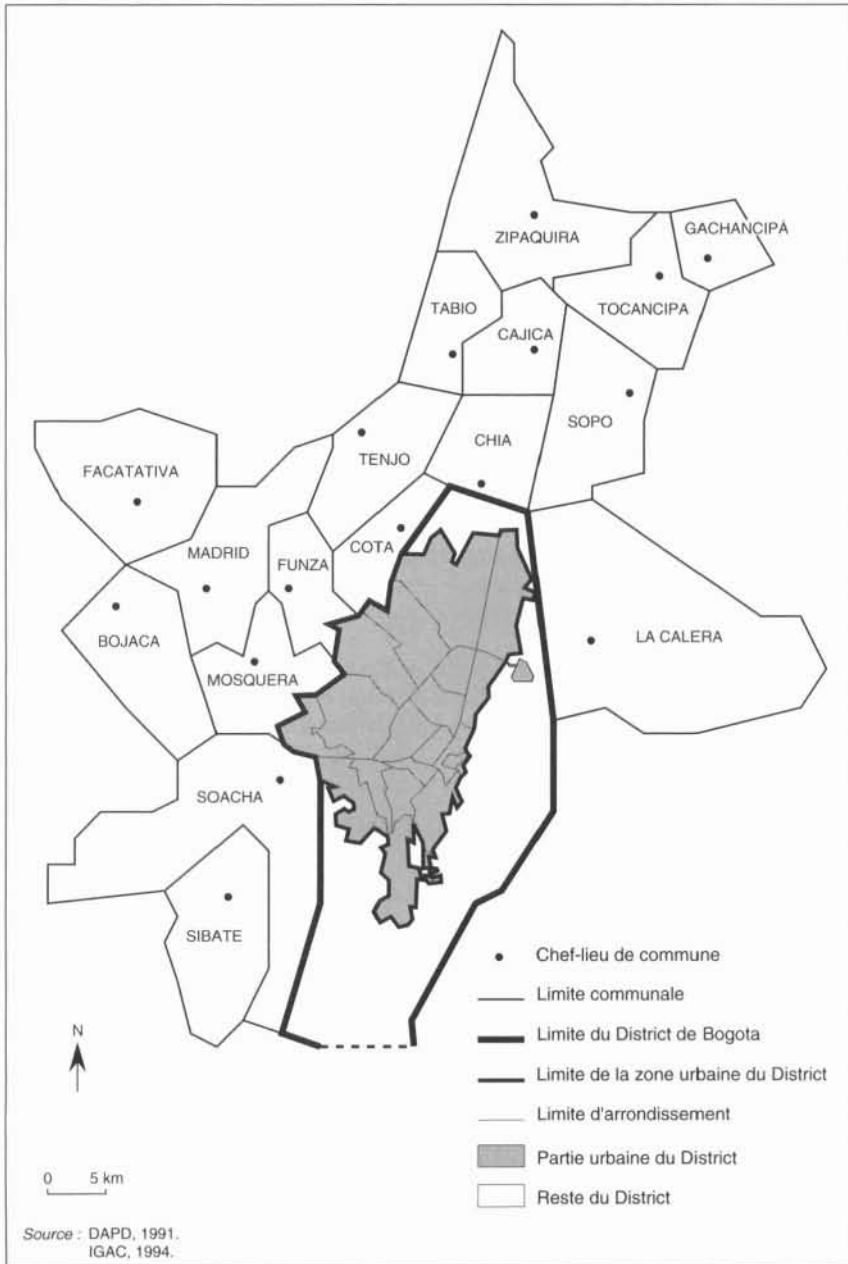 ZIPAQUIRA
GACHANCIPÀ
TOCANCIPA
TABIO
CAJICA
SOPO
CHIA
TENJO
FACATATIVA
COTA
MADRID
FUNZA
BOJACA
LA CALERA
MOSQUERA
SOACHA
SIBATE
Chef-lieu de commune
Limite communale
Limite du District de Bogota
Limite de la zone urbaine du District
Limite d'arrondissement
Partie urbaine du District
Reste du District
N
0 5 km
Source : DAPD, 1991.
IGAC, 1994.